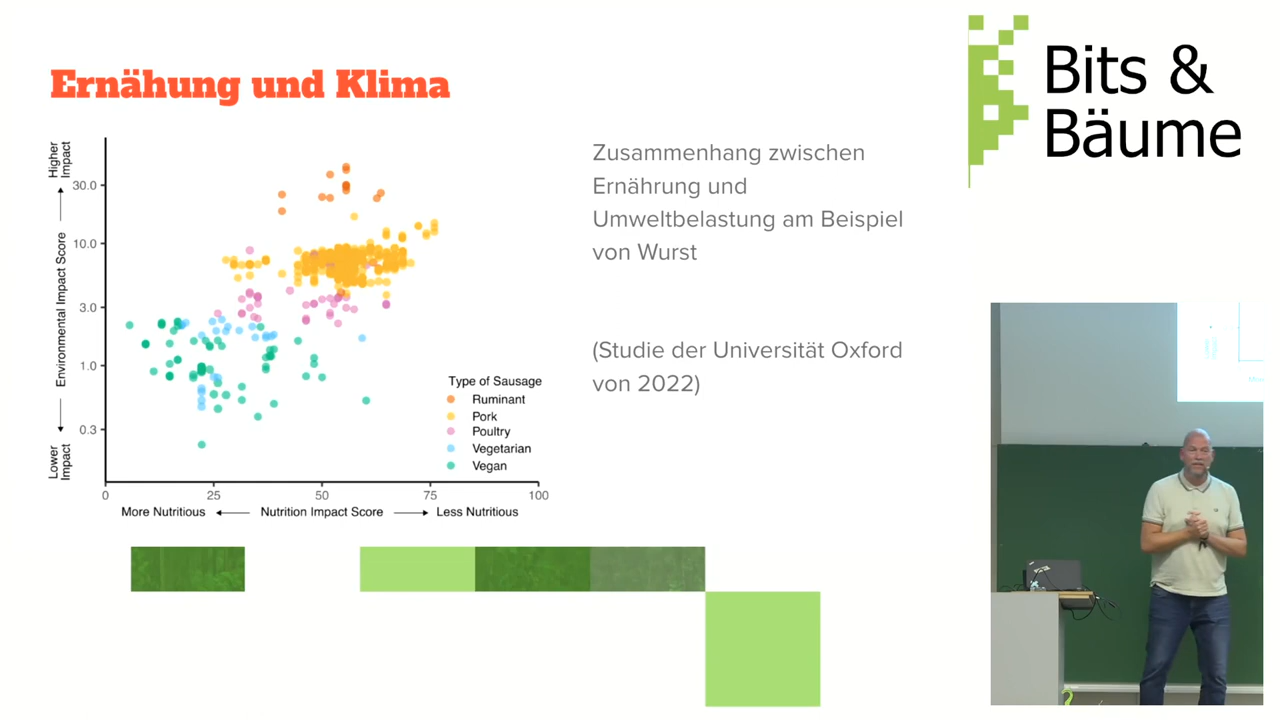 Ernähung und Klima
Bits &
Bäume
Zusammenhang zwischen
Ernährung und
Umweltbelastung am Beispiel
von Wurst
(Studie der Universität Oxford
von 2022)
Higher
Impact
Environmental Impact Score
Lower
Impact
30.0
10.0
3.0
1.0
0.3
Type of Sausage
Ruminant
Pork
Poultry
Vegetarian
Vegan
0 25 50 75 100
More Nutritious Nutrition Impact Score Less Nutritious